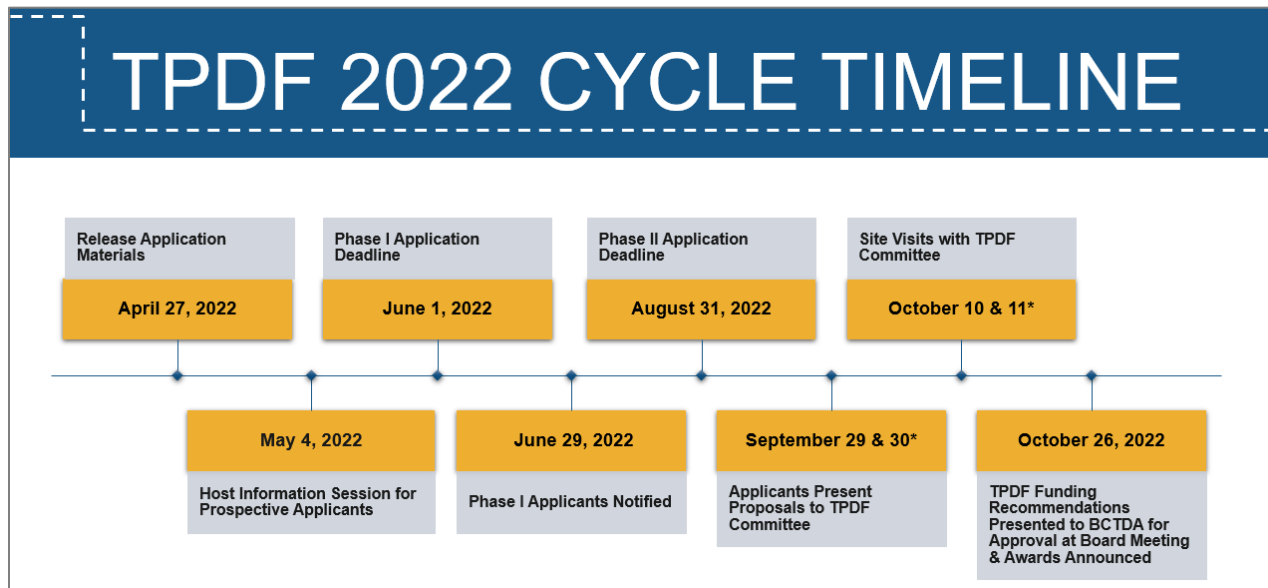 TPDF 2022 CYCLE TIMELINE
Release Application
Materials
April 27, 2022
Phase I Application
Deadline
June 1, 2022
Phase II Application
Deadline
August 31, 2022
Site Visits with TPDF
Committee
October 10 & 11*
May 4, 2022
Host Information Session for
Prospective Applicants
June 29, 2022
Phase I Applicants Notified
September 29 & 30*
Applicants Present
Proposals to TPDF
Committee
October 26, 2022
TPDF Funding
Recommendations
Presented to BCTDA for
Approval at Board Meeting
& Awards Announced